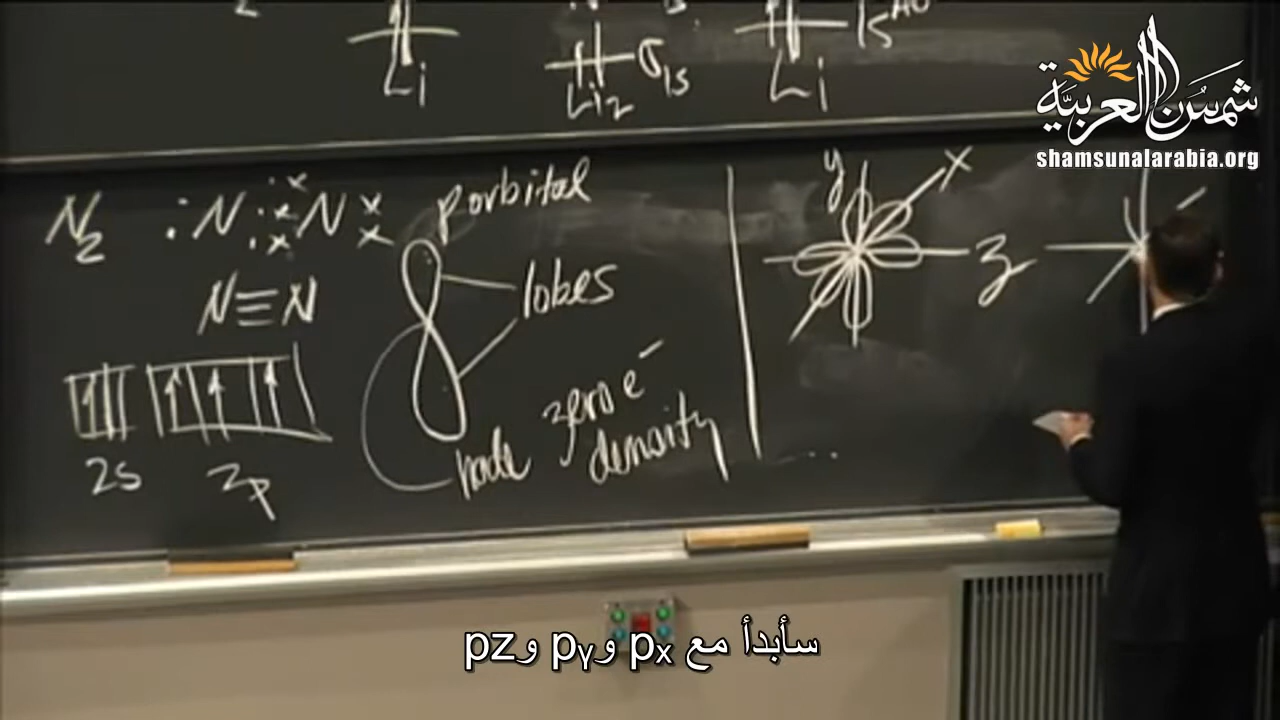 Li
Li₂
σ1s
Li
1s AO
شمس العربية
shamsunalarabia.org
N₂
:N N
N≡N
2s 2p
p orbital
lobes
node
zero e⁻
density
y x
z
سأبدأ مع pₓ وpᵧ وpz